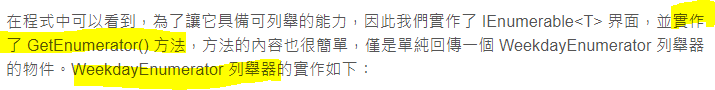 在程式中可以看到，為了讓它具備可列舉的能力，因此我們實作了 IEnumerable<T> 界面，並實作
了 GetEnumerator() 方法，方法的內容也很簡單，僅是單純回傳一個 WeekdayEnumerator 列舉器
的物件。WeekdayEnumerator 列舉器的實作如下：